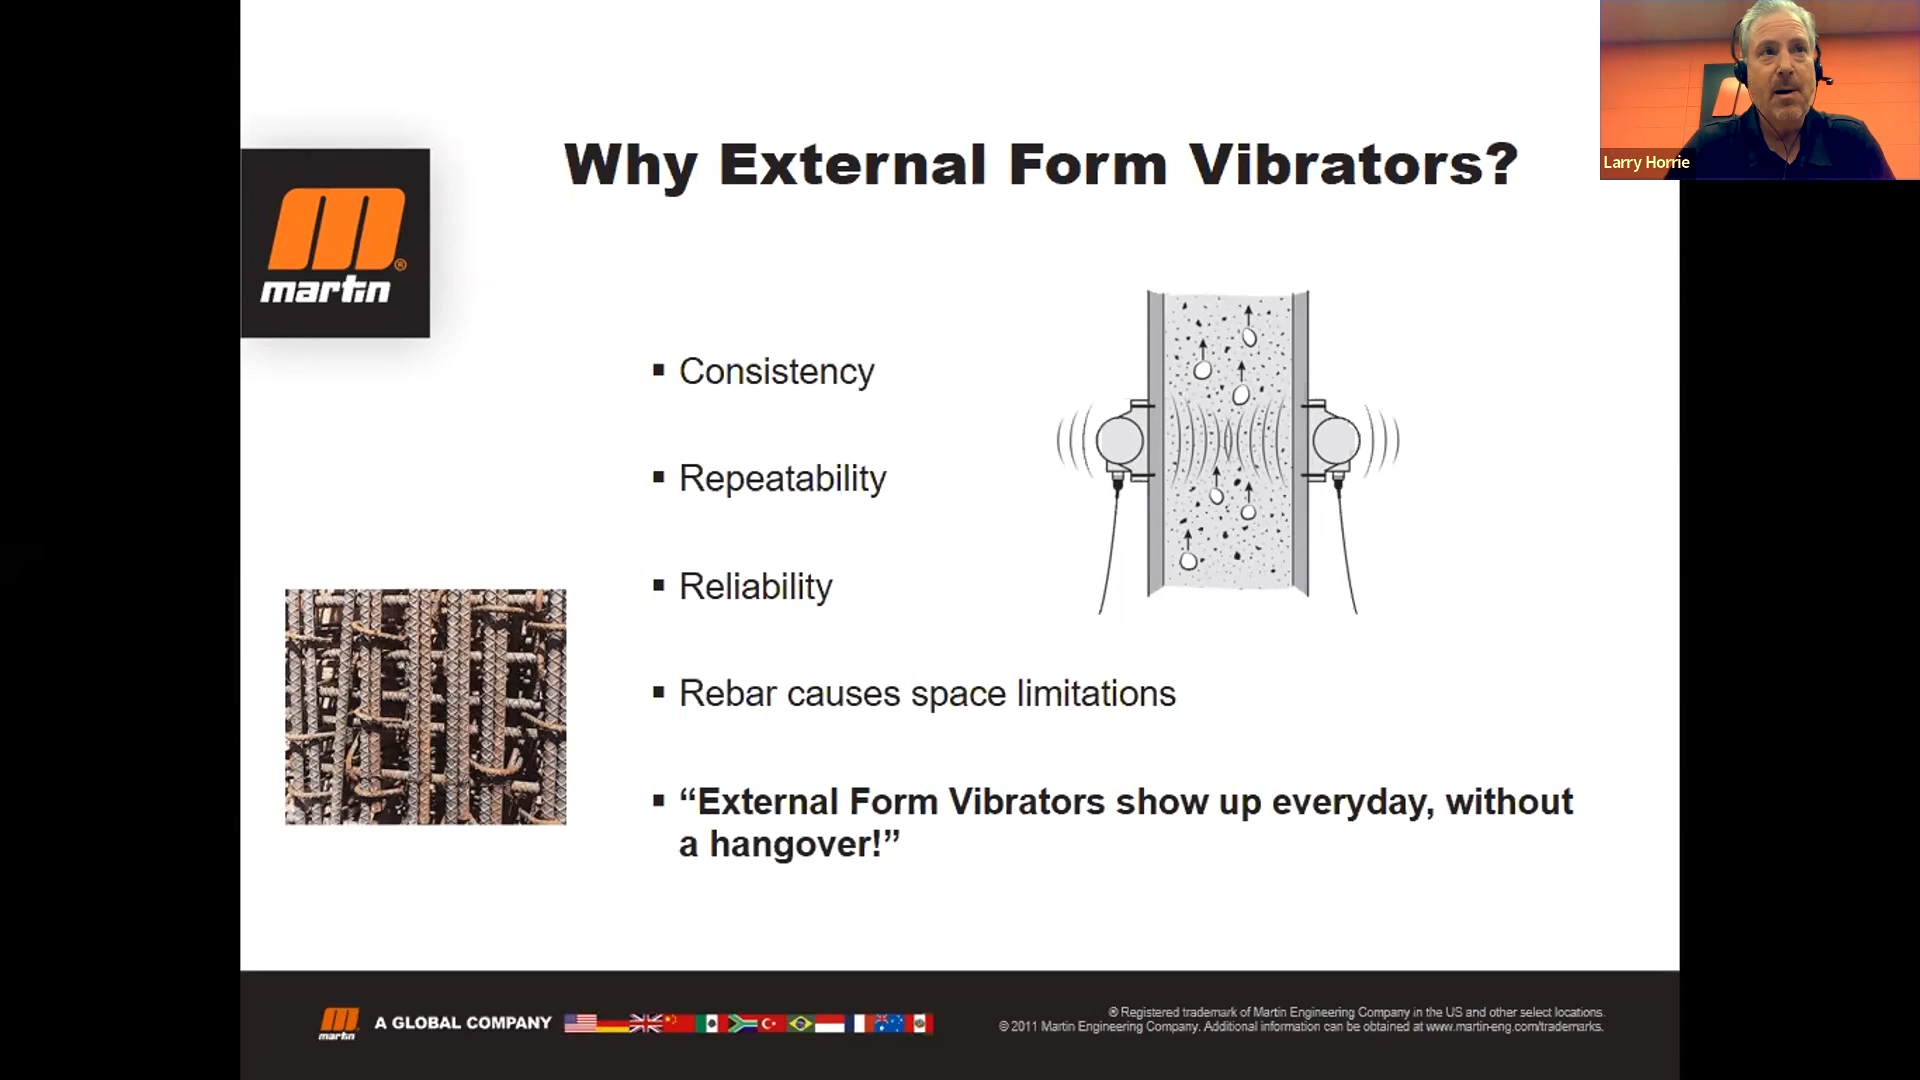 Larry Horrie
Why External Form Vibrators?
martin
Consistency
Repeatability
Reliability
Rebar causes space limitations
“External Form Vibrators show up everyday, without
a hangover!”
martin
A GLOBAL COMPANY
® Registered trademark of Martin Engineering Company in the US and other select locations.
© 2011 Martin Engineering Company. Additional information can be obtained at www.martin-eng.com/trademarks.